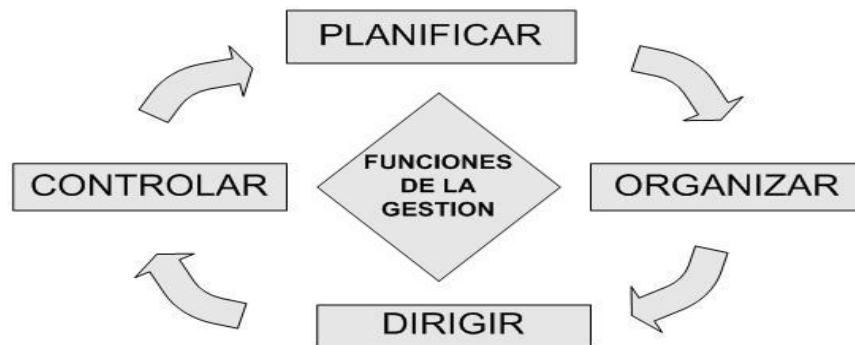 PLANIFICAR
CONTROLAR
FUNCIONES
DE LA
GESTION
ORGANIZAR
DIRIGIR